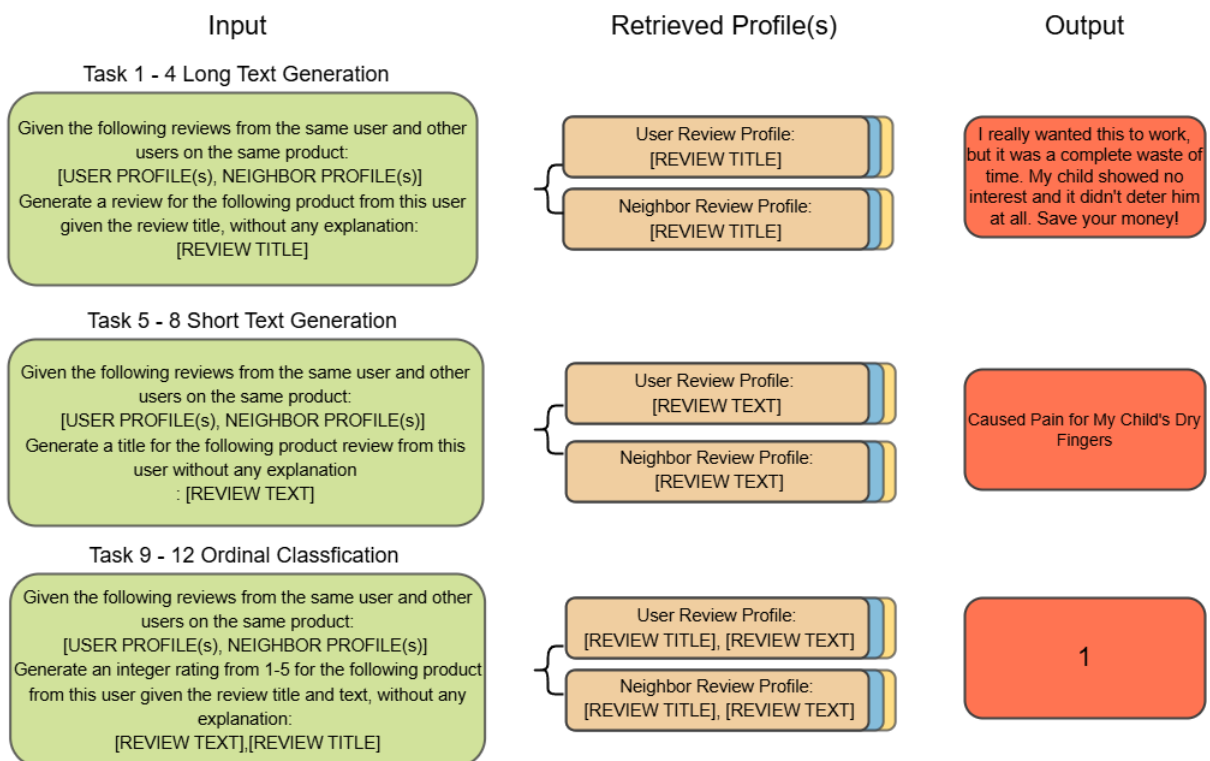 Input
Retrieved Profile(s)
Output
Task 1 - 4 Long Text Generation
Given the following reviews from the same user and other
users on the same product:
[USER PROFILE(s), NEIGHBOR PROFILE(s)]
Generate a review for the following product from this user
given the review title, without any explanation:
[REVIEW TITLE]
User Review Profile:
[REVIEW TITLE]
Neighbor Review Profile:
[REVIEW TITLE]
I really wanted this to work,
but it was a complete waste of
time. My child showed no
interest and it didn't deter him
at all. Save your money!
Task 5 - 8 Short Text Generation
Given the following reviews from the same user and other
users on the same product:
[USER PROFILE(s), NEIGHBOR PROFILE(s)]
Generate a title for the following product review from this
user without any explanation
: [REVIEW TEXT]
User Review Profile:
[REVIEW TEXT]
Neighbor Review Profile:
[REVIEW TEXT]
Caused Pain for My Child's Dry
Fingers
Task 9 - 12 Ordinal Classfication
Given the following reviews from the same user and other
users on the same product:
[USER PROFILE(s), NEIGHBOR PROFILE(s)]
Generate an integer rating from 1-5 for the following product
from this user given the review title and text, without any
explanation:
[REVIEW TEXT],[REVIEW TITLE]
User Review Profile:
[REVIEW TITLE], [REVIEW TEXT]
Neighbor Review Profile:
[REVIEW TITLE], [REVIEW TEXT]
1